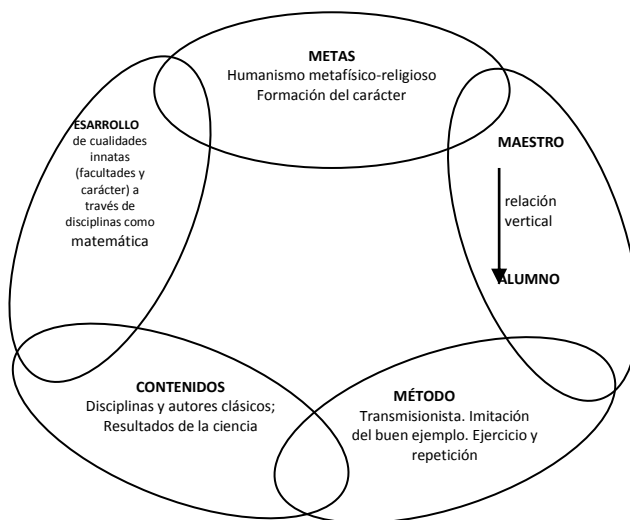 METAS
Humanismo metafísico-religioso
Formación del carácter
ESARROLLO
de cualidades
innatas
(facultades y
carácter) a
través de
disciplinas como
matemática
MAESTRO
relación
vertical
ALUMNO
CONTENIDOS
Disciplinas y autores clásicos;
Resultados de la ciencia
MÉTODO
Transmisionista. Imitación
del buen ejemplo. Ejercicio y
repetición